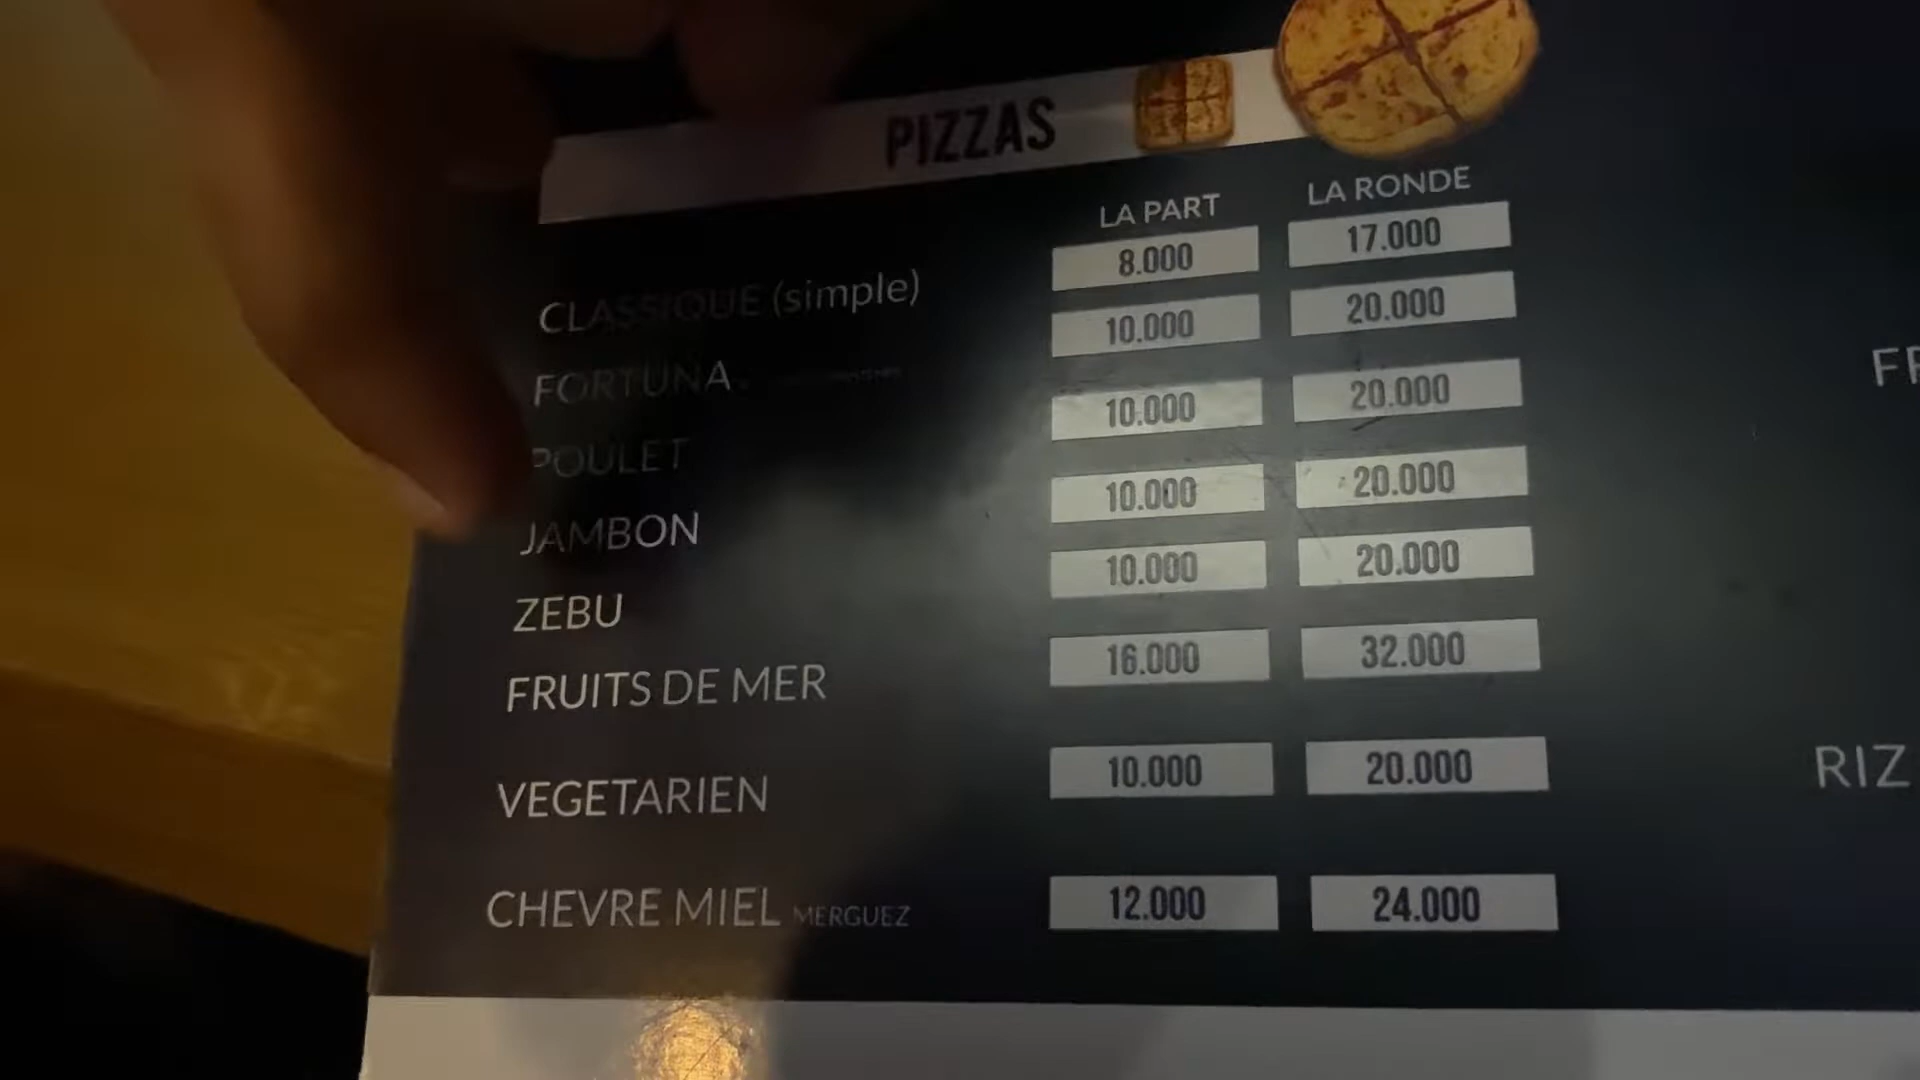 PIZZAS
LA PART LA RONDE
CLASSIQUE (simple) 8.000 17.000
FORTUNA 10.000 20.000
POULET 10.000 20.000
JAMBON 10.000 20.000
ZEBU 10.000 20.000
FRUITS DE MER 16.000 32.000
VEGETARIEN 10.000 20.000
CHEVRE MIEL MERGUEZ 12.000 24.000
RIZ